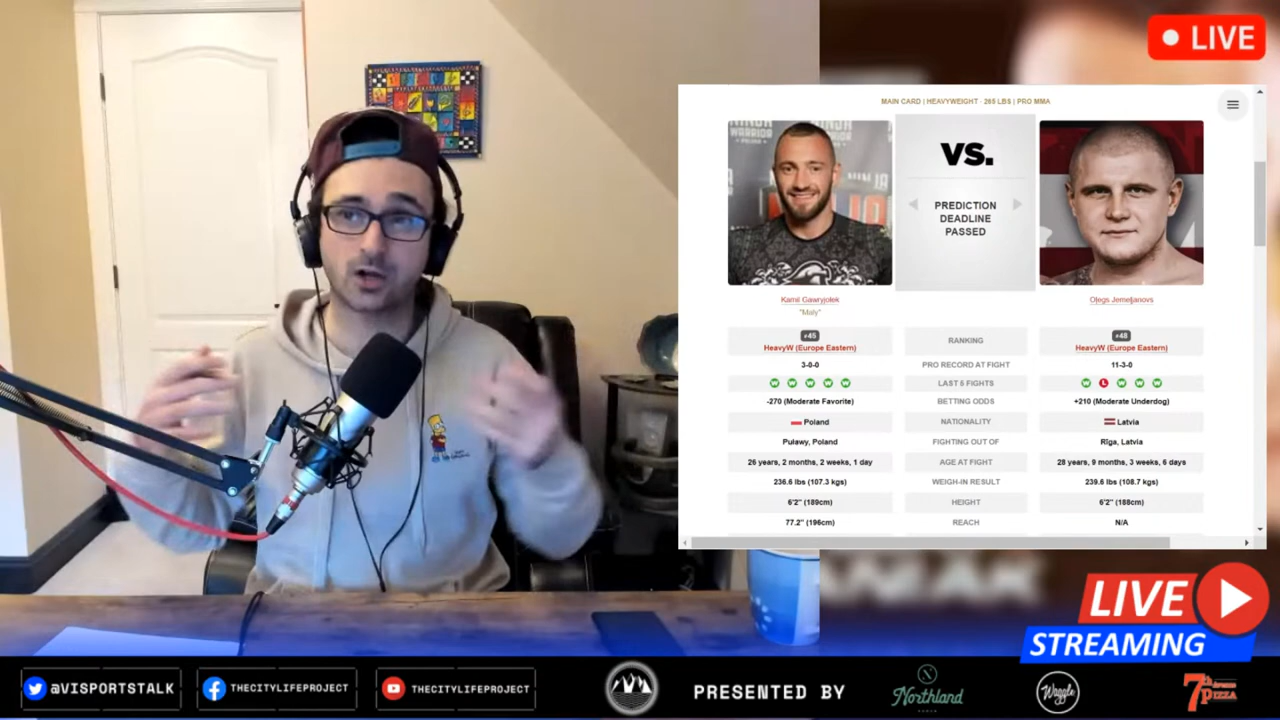 LIVE
MAIN CARD | HEAVYWEIGHT · 265 LBS | PRO MMA
VS.
PREDICTION
DEADLINE
PASSED
Kamil Gawryjołek
"Mały"
Oļegs Jemeļjanovs
#45 RANKING #48
HeavyW (Europe Eastern) HeavyW (Europe Eastern)
3-0-0 PRO RECORD AT FIGHT 11-3-0
W W W W W LAST 5 FIGHTS W L W W W
-270 (Moderate Favorite) BETTING ODDS +210 (Moderate Underdog)
Poland NATIONALITY Latvia
Puławy, Poland FIGHTING OUT OF Rīga, Latvia
26 years, 2 months, 2 weeks, 1 day AGE AT FIGHT 28 years, 9 months, 3 weeks, 6 days
236.6 lbs (107.3 kgs) WEIGH-IN RESULT 239.6 lbs (108.7 kgs)
6'2" (189cm) HEIGHT 6'2" (188cm)
77.2" (196cm) REACH N/A
LIVE
STREAMING
@VISPORTSTALK THECITYLIFEPROJECT THECITYLIFEPROJECT PRESENTED BY Northland Waggle 7th PIZZA